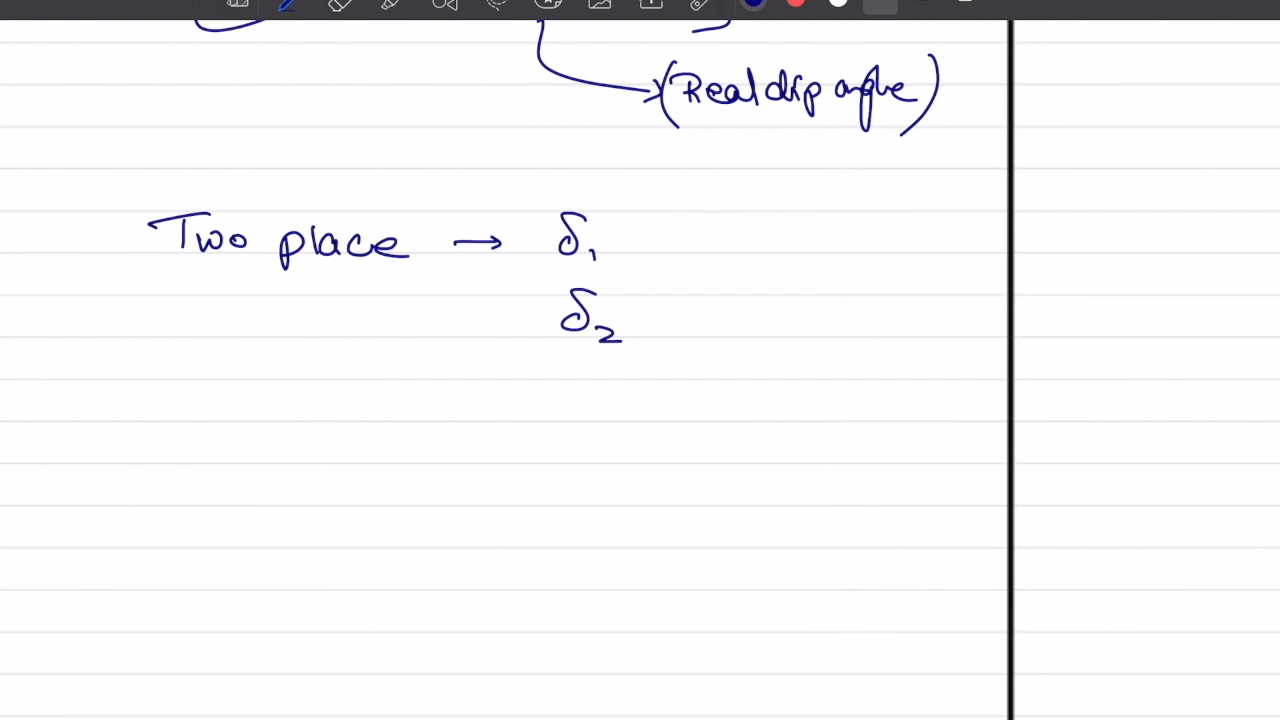 (Real dip angle)
Two place → δ₁
δ₂